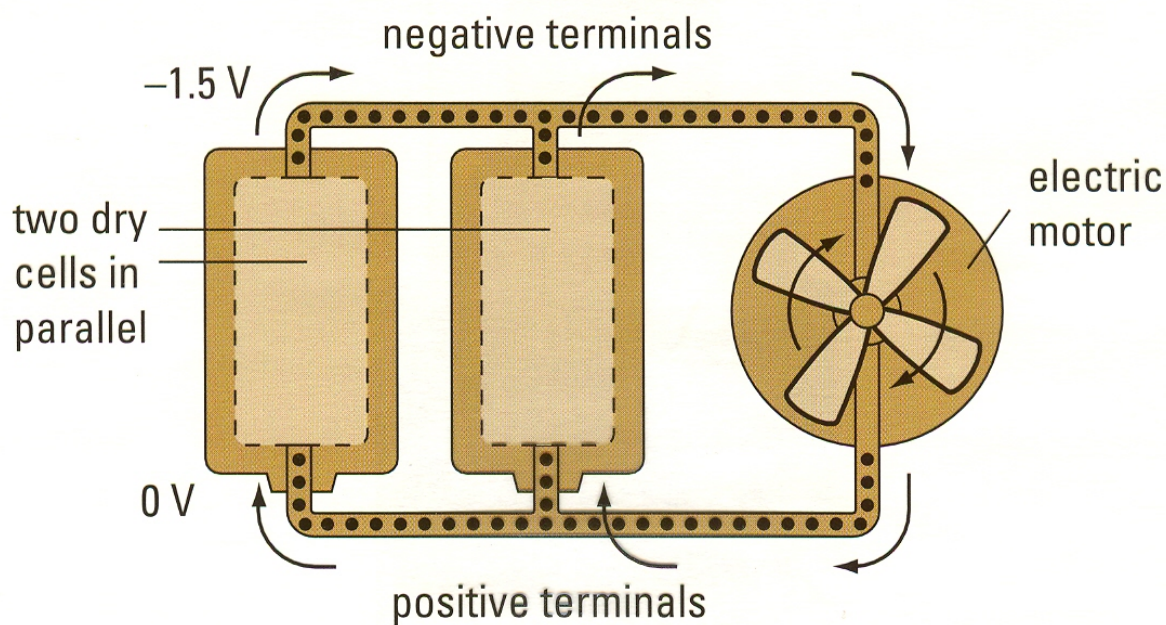 negative terminals
–1.5 V
electric
motor
two dry
cells in
parallel
0 V
positive terminals